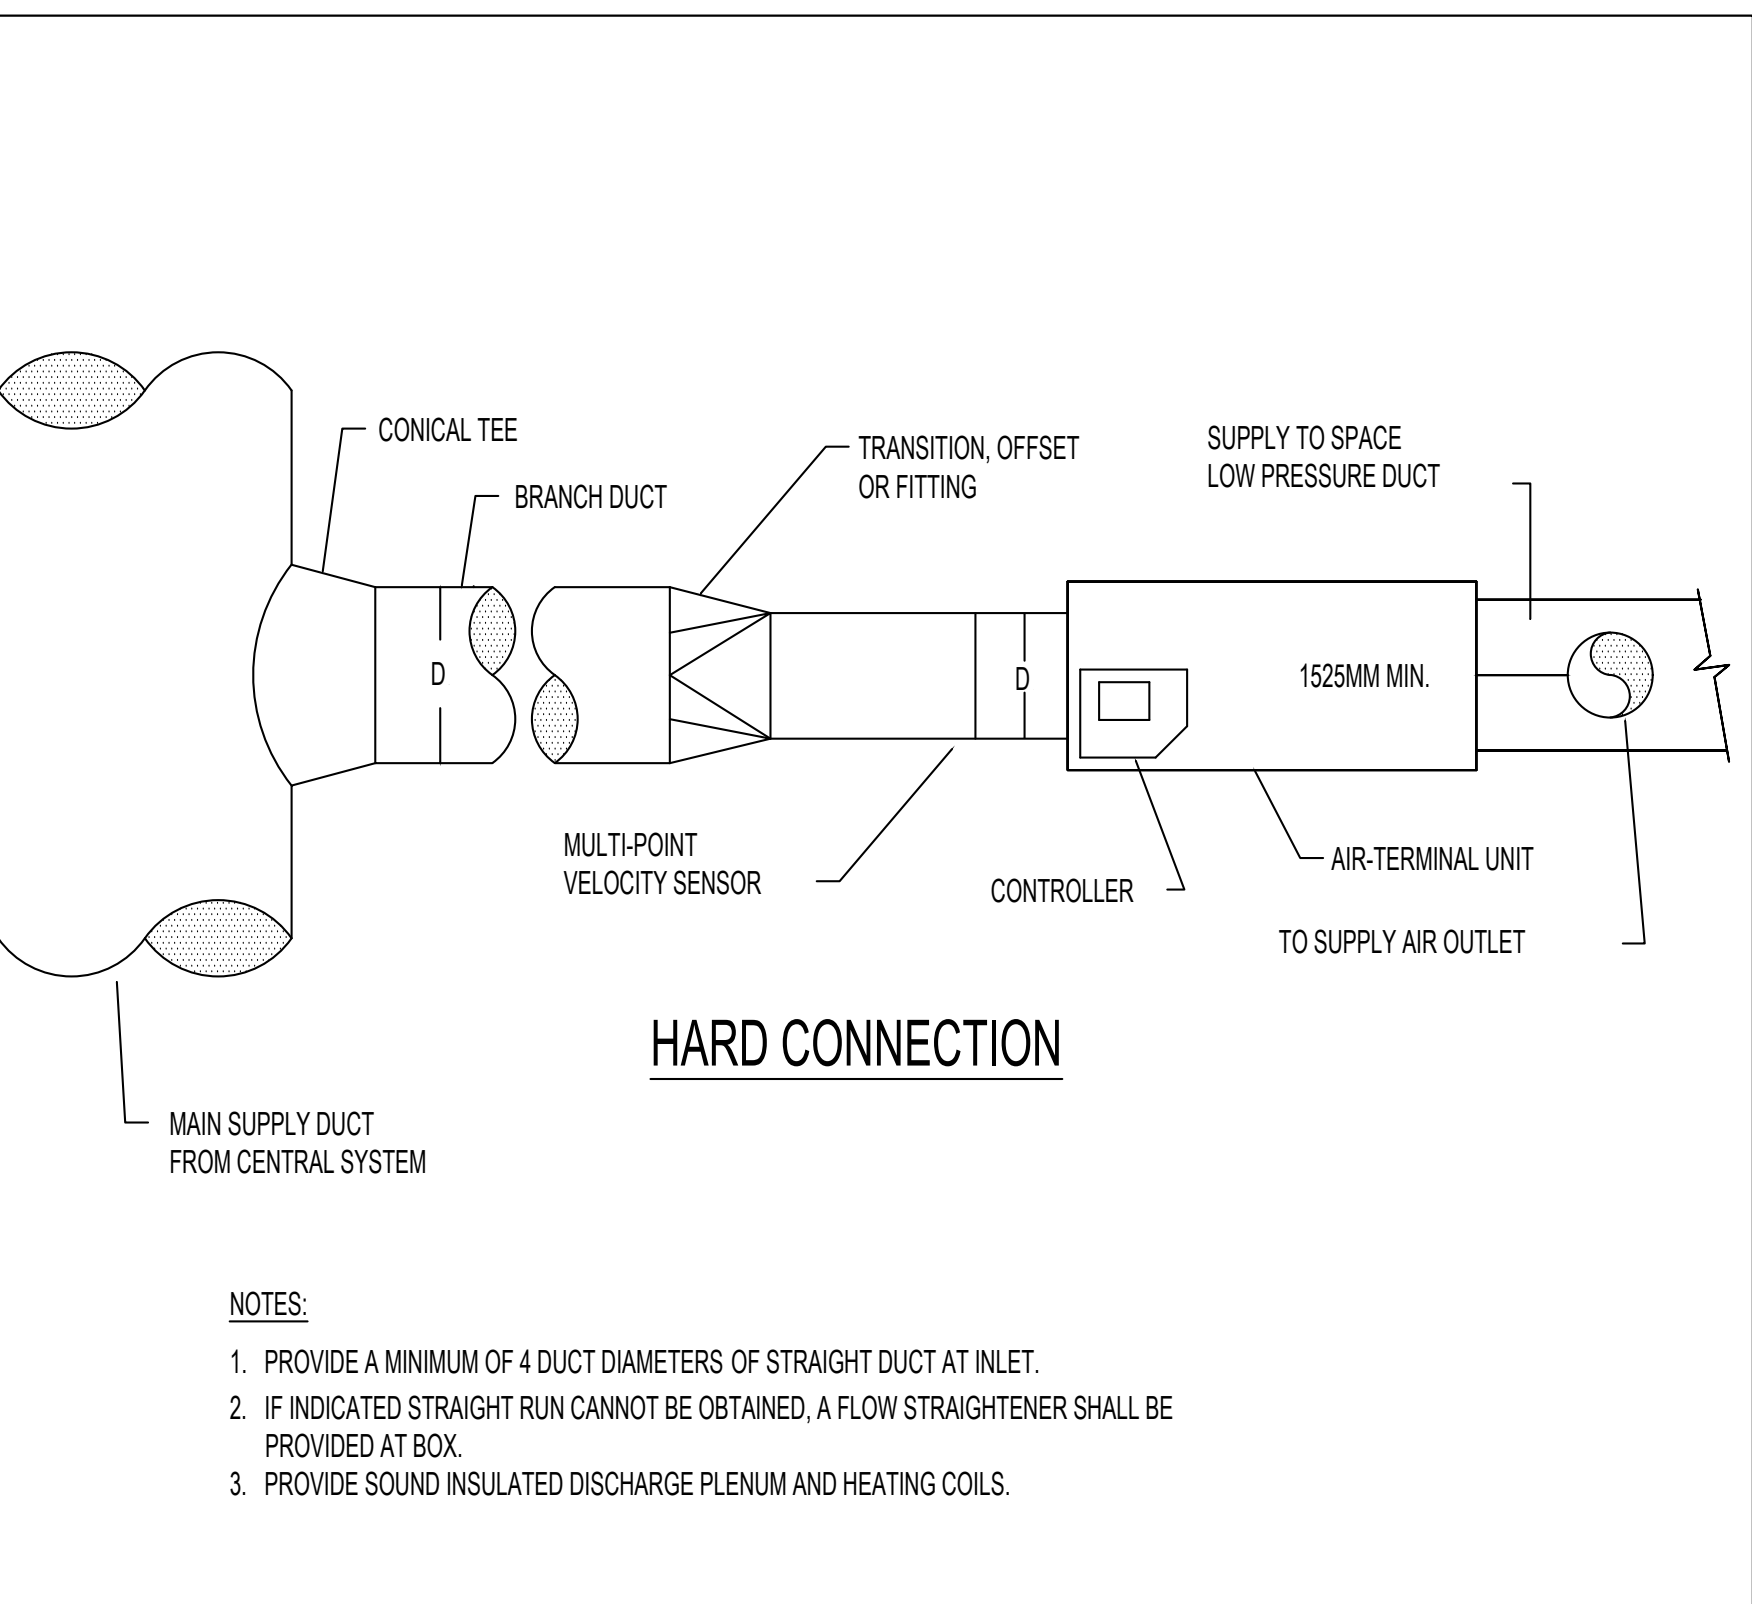 CONICAL TEE
BRANCH DUCT
TRANSITION, OFFSET
OR FITTING
SUPPLY TO SPACE
LOW PRESSURE DUCT
D
D
1525MM MIN.
MULTI-POINT
VELOCITY SENSOR
CONTROLLER
AIR-TERMINAL UNIT
TO SUPPLY AIR OUTLET
HARD CONNECTION
MAIN SUPPLY DUCT
FROM CENTRAL SYSTEM
NOTES:
1. PROVIDE A MINIMUM OF 4 DUCT DIAMETERS OF STRAIGHT DUCT AT INLET.
2. IF INDICATED STRAIGHT RUN CANNOT BE OBTAINED, A FLOW STRAIGHTENER SHALL BE
PROVIDED AT BOX.
3. PROVIDE SOUND INSULATED DISCHARGE PLENUM AND HEATING COILS.